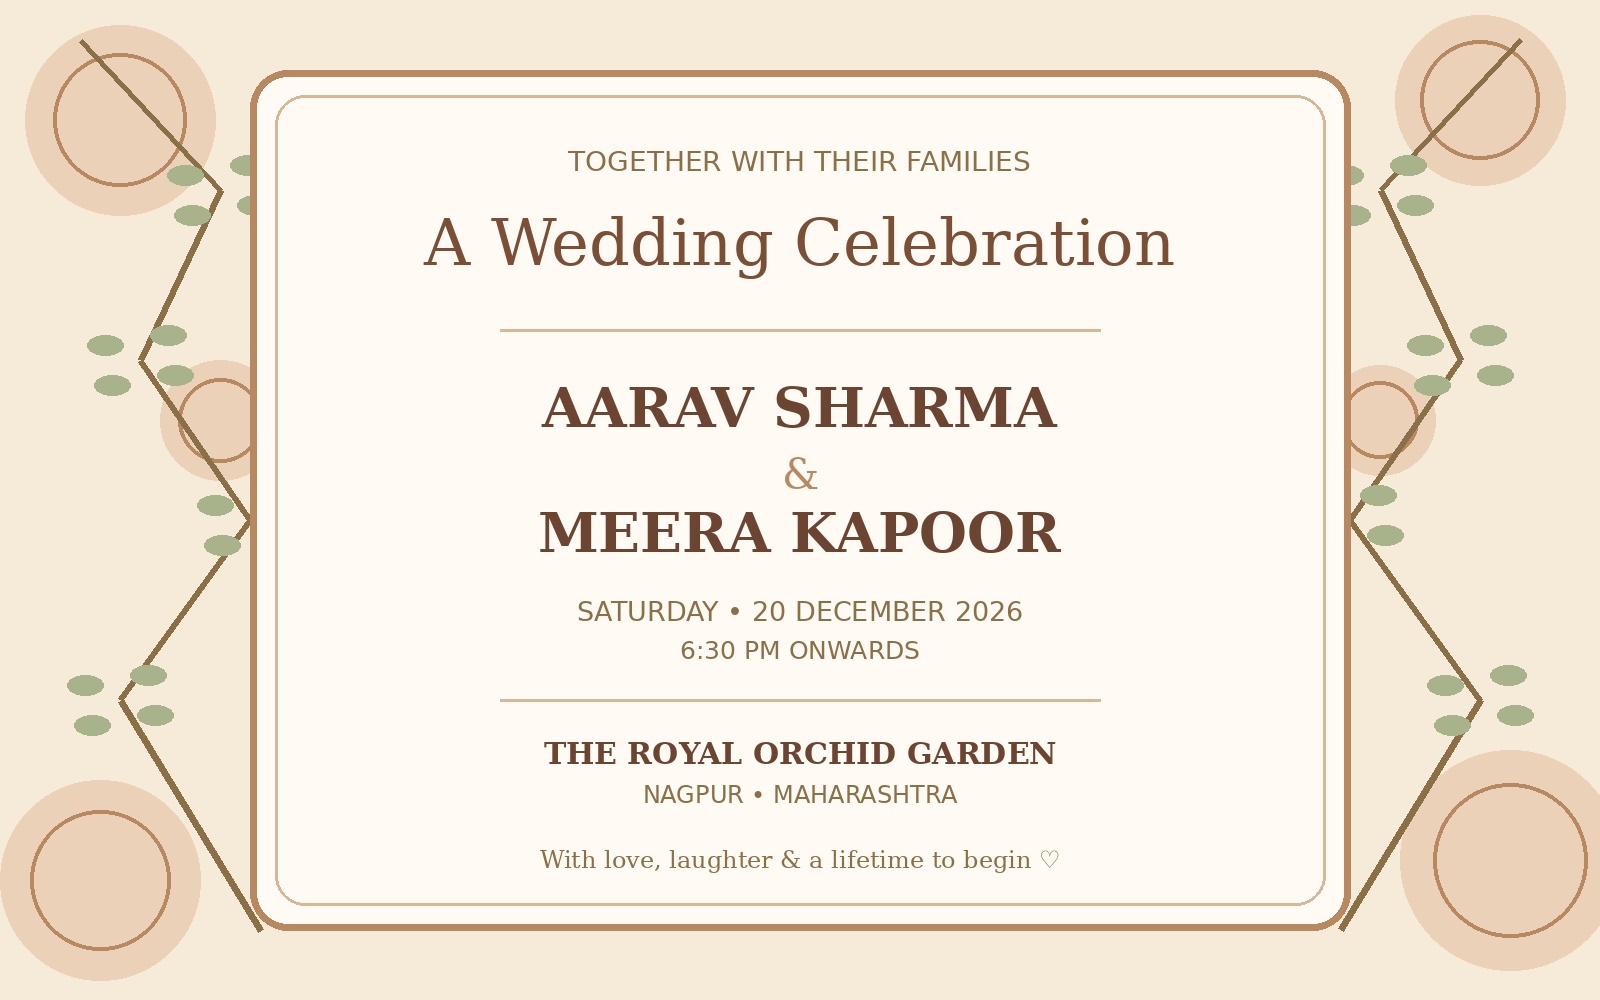 TOGETHER WITH THEIR FAMILIES
A Wedding Celebration
AARAV SHARMA
&
MEERA KAPOOR
SATURDAY • 20 DECEMBER 2026
6:30 PM ONWARDS
THE ROYAL ORCHID GARDEN
NAGPUR • MAHARASHTRA
With love, laughter & a lifetime to begin ♡